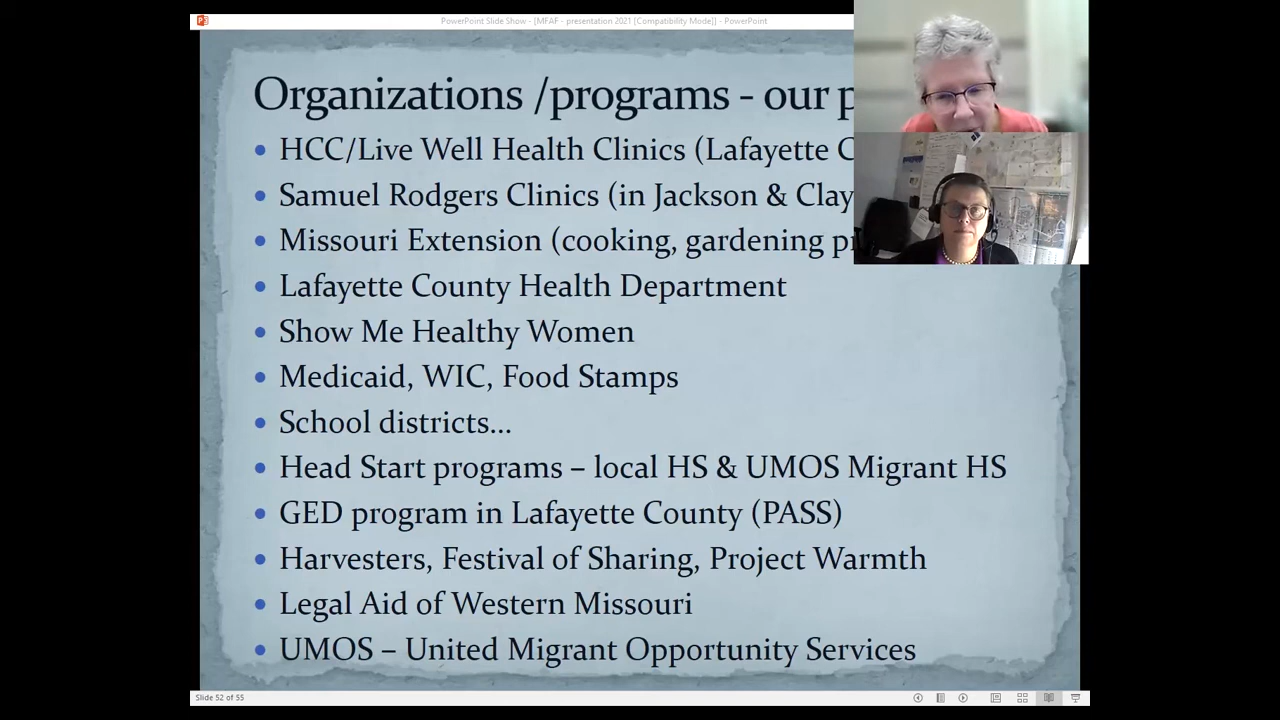 PowerPoint Slide Show - [MFAF - presentation 2021 [Compatibility Mode]] - PowerPoint
Organizations /programs - our p
• HCC/Live Well Health Clinics (Lafayette C
• Samuel Rodgers Clinics (in Jackson & Clay
• Missouri Extension (cooking, gardening pr
• Lafayette County Health Department
• Show Me Healthy Women
• Medicaid, WIC, Food Stamps
• School districts...
• Head Start programs – local HS & UMOS Migrant HS
• GED program in Lafayette County (PASS)
• Harvesters, Festival of Sharing, Project Warmth
• Legal Aid of Western Missouri
• UMOS – United Migrant Opportunity Services
Slide 52 of 55